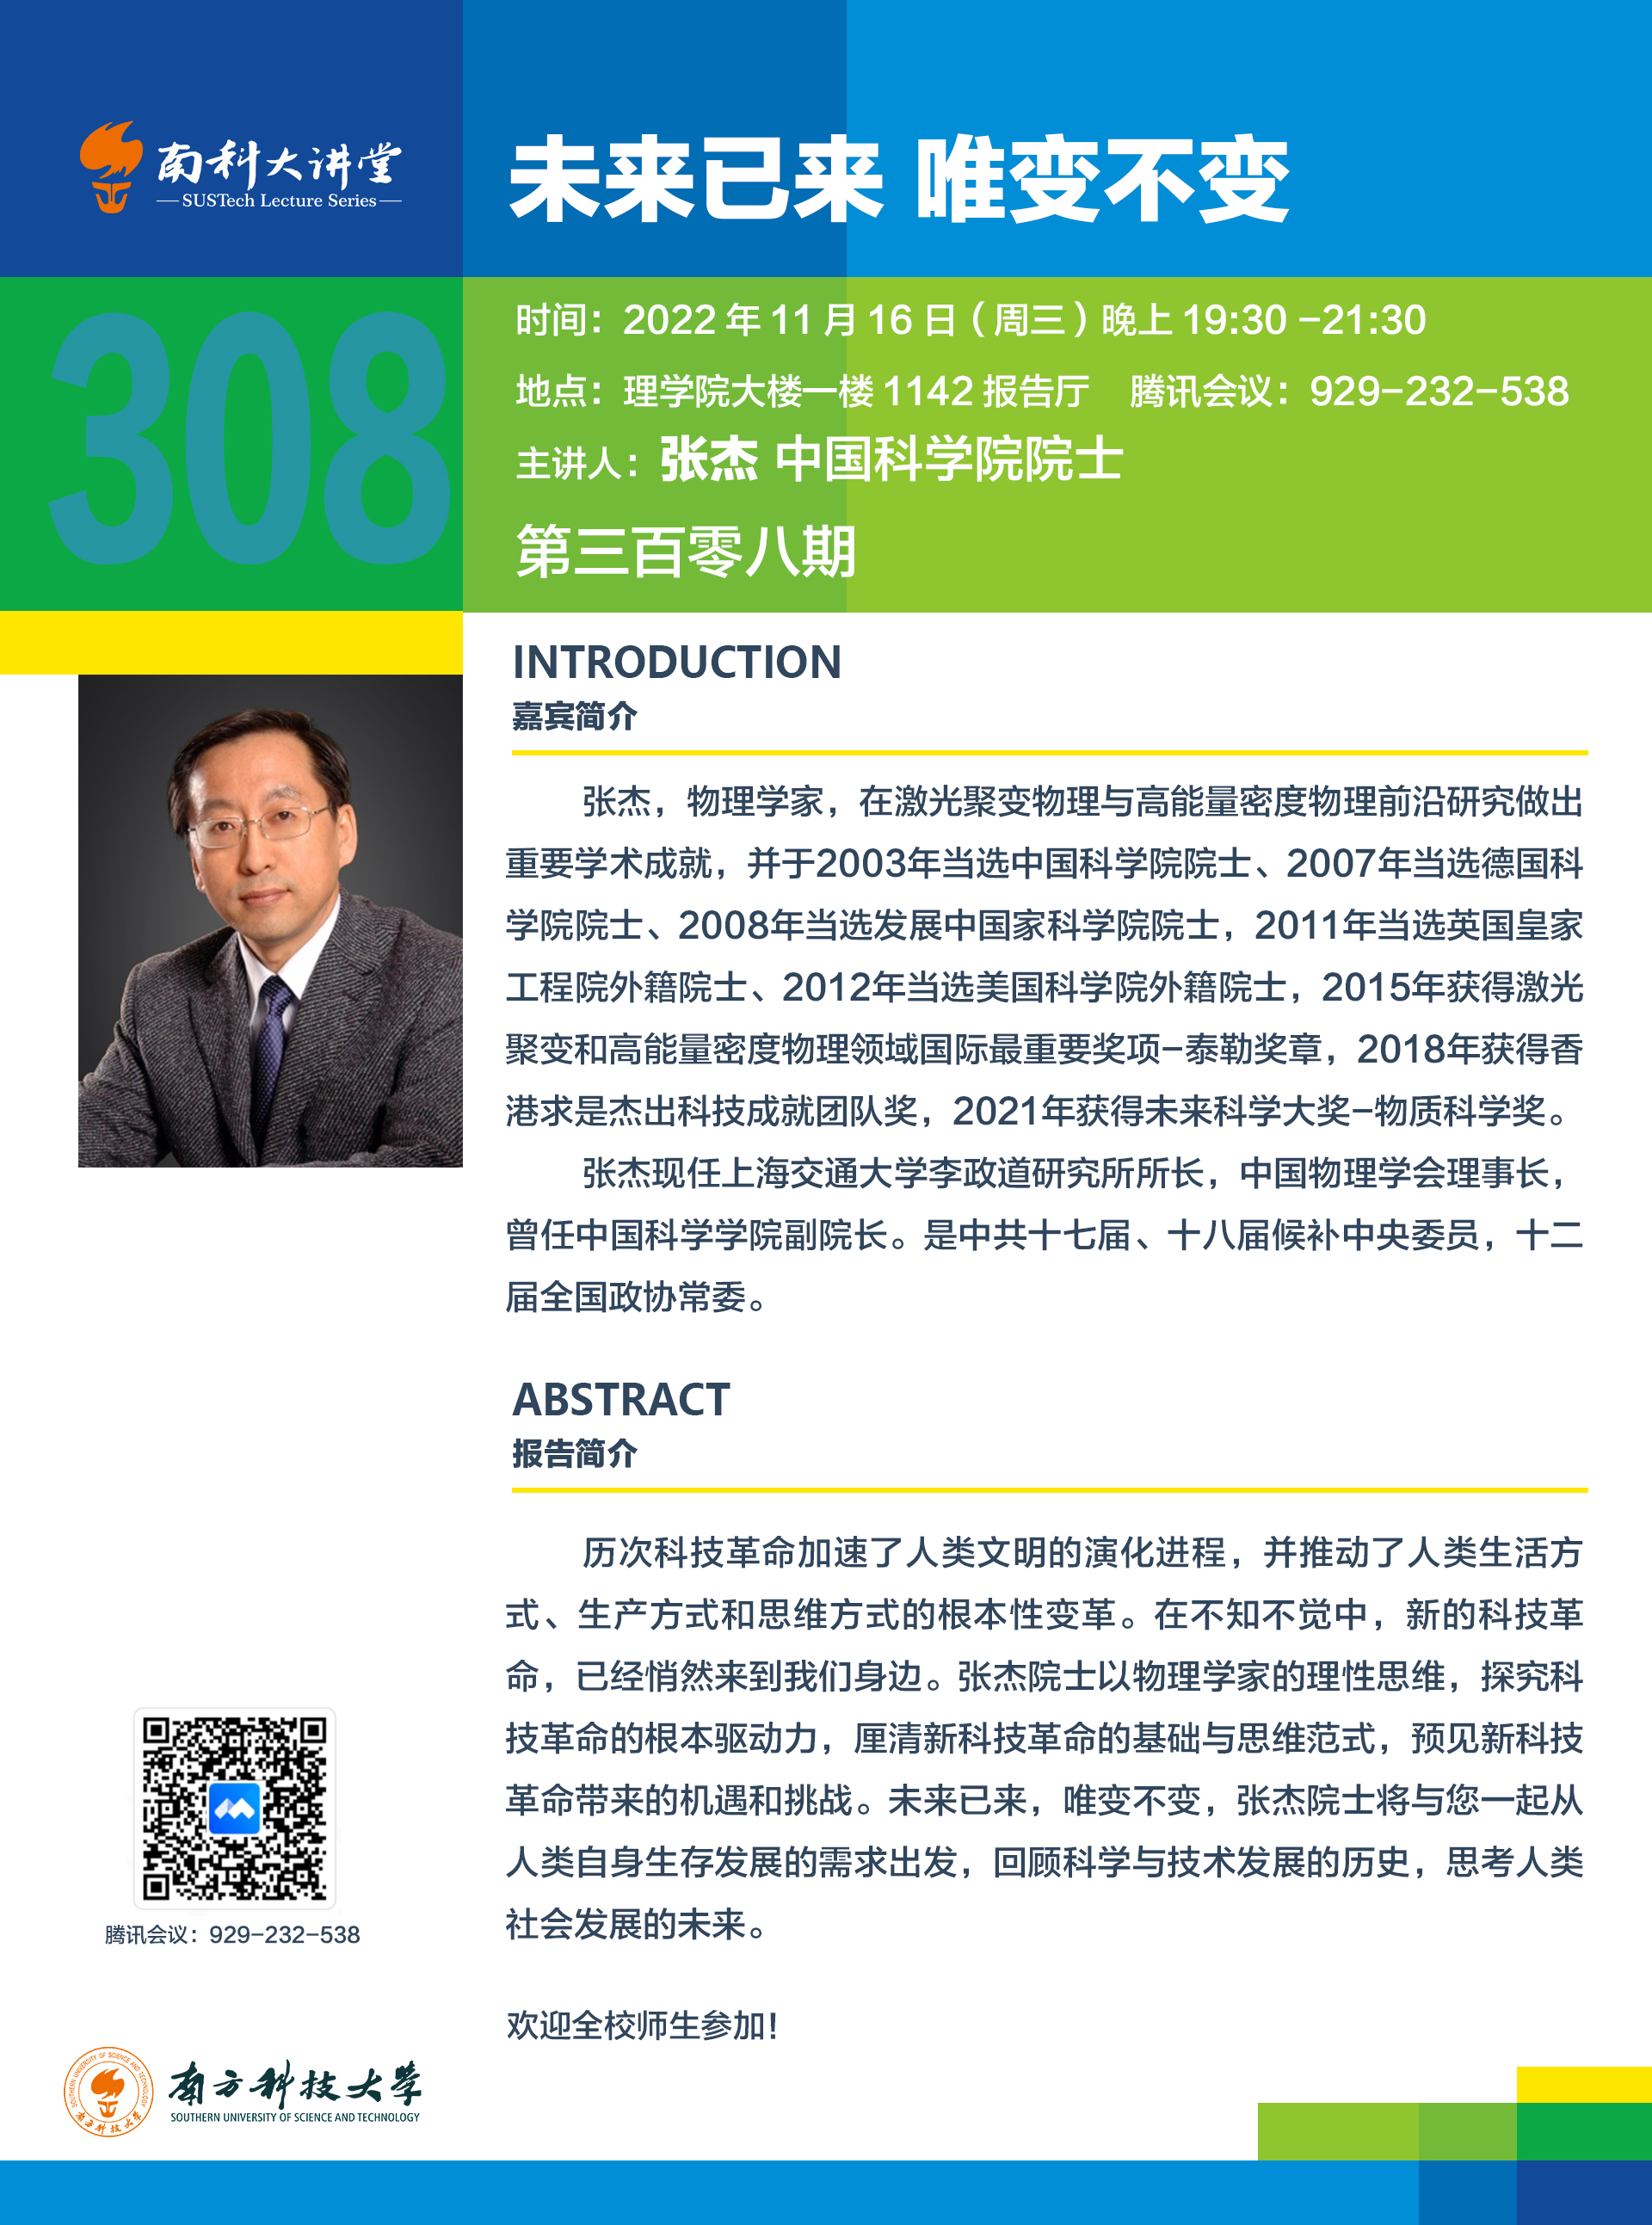 南科大讲堂
SUSTech Lecture Series
未来已来 唯变不变
308
时间：2022 年 11 月 16 日（周三）晚上 19:30 -21:30
地点：理学院大楼一楼 1142 报告厅 腾讯会议：929-232-538
主讲人：张杰 中国科学院院士
第三百零八期
INTRODUCTION
嘉宾简介
张杰，物理学家，在激光聚变物理与高能量密度物理前沿研究做出
重要学术成就，并于2003年当选中国科学院院士、2007年当选德国科
学院院士、2008年当选发展中国家科学院院士，2011年当选英国皇家
工程院外籍院士、2012年当选美国科学院外籍院士，2015年获得激光
聚变和高能量密度物理领域国际最重要奖项-泰勒奖章，2018年获得香
港求是杰出科技成就团队奖，2021年获得未来科学大奖-物质科学奖。
张杰现任上海交通大学李政道研究所所长，中国物理学会理事长，
曾任中国科学学院副院长。是中共十七届、十八届候补中央委员，十二
届全国政协常委。
ABSTRACT
报告简介
历次科技革命加速了人类文明的演化进程，并推动了人类生活方
式、生产方式和思维方式的根本性变革。在不知不觉中，新的科技革
命，已经悄然来到我们身边。张杰院士以物理学家的理性思维，探究科
技革命的根本驱动力，厘清新科技革命的基础与思维范式，预见新科技
革命带来的机遇和挑战。未来已来，唯变不变，张杰院士将与您一起从
人类自身生存发展的需求出发，回顾科学与技术发展的历史，思考人类
社会发展的未来。
欢迎全校师生参加！
腾讯会议：929-232-538
SOUTHERN UNIVERSITY OF SCIENCE AND TECHNOLOGY
南方科技大学
南方科技大学
SOUTHERN UNIVERSITY OF SCIENCE AND TECHNOLOGY